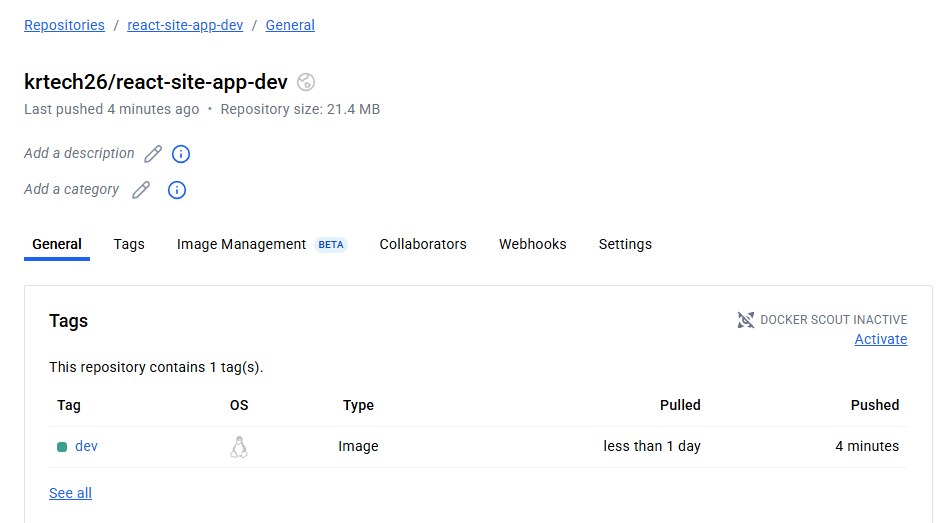 Repositories / react-site-app-dev / General
krtech26/react-site-app-dev
Last pushed 4 minutes ago • Repository size: 21.4 MB
Add a description
Add a category
General Tags Image Management BETA Collaborators Webhooks Settings
Tags
DOCKER SCOUT INACTIVE
Activate
This repository contains 1 tag(s).
Tag OS Type Pulled Pushed
dev Image less than 1 day 4 minutes
See all